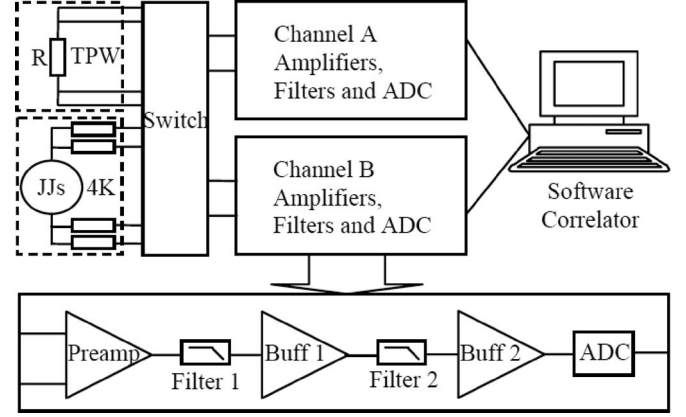 R TPW
Switch
JJs 4K
Channel A
Amplifiers,
Filters and ADC
Channel B
Amplifiers,
Filters and ADC
Software
Correlator
Preamp
Filter 1
Buff 1
Filter 2
Buff 2
ADC